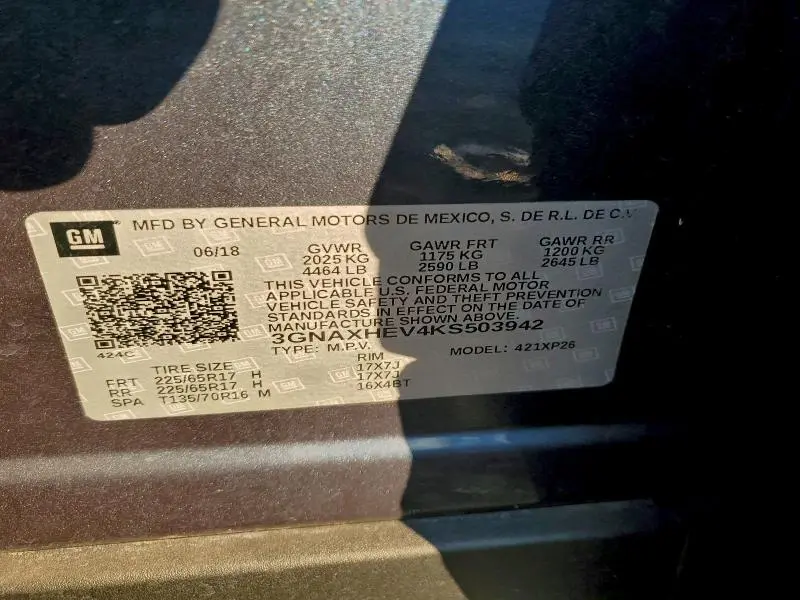 GM
MFD BY GENERAL MOTORS DE MEXICO, S. DE R.L. DE C.V
06/18 GVWR GAWR FRT GAWR RR
2025 KG 1175 KG 1200 KG
4464 LB 2590 LB 2645 LB
THIS VEHICLE CONFORMS TO ALL
APPLICABLE U.S. FEDERAL MOTOR
VEHICLE SAFETY AND THEFT PREVENTION
STANDARDS IN EFFECT ON THE DATE OF
MANUFACTURE SHOWN ABOVE.
3GNAXHEV4KS503942
424C
TYPE: M.P.V. MODEL: 421XP26
TIRE SIZE RIM
FRT 225/65R17 H 17X7J
RR 225/65R17 H 17X7J
SPA T135/70R16 M 16X4BT